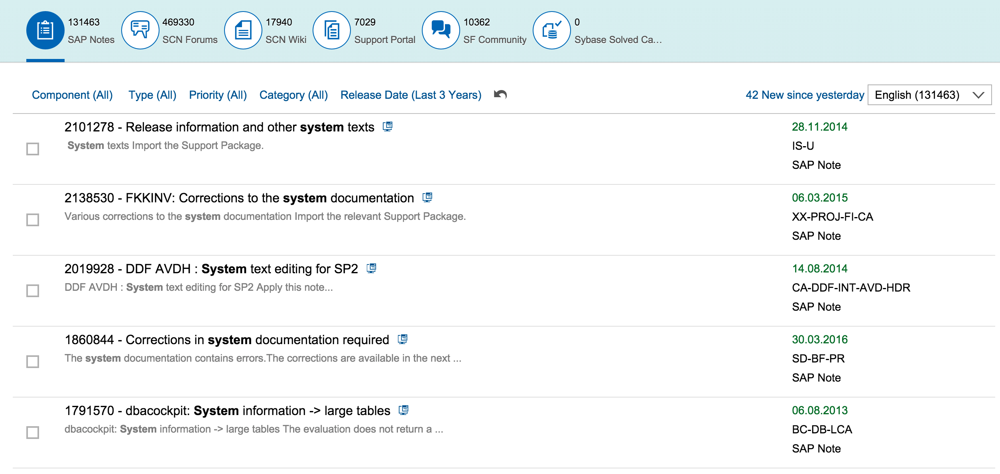 131463
SAP Notes
469330
SCN Forums
17940
SCN Wiki
7029
Support Portal
10362
SF Community
0
Sybase Solved Ca...
Component (All) Type (All) Priority (All) Category (All) Release Date (Last 3 Years) 42 New since yesterday English (131463)
2101278 - Release information and other system texts
System texts Import the Support Package.
28.11.2014
IS-U
SAP Note
2138530 - FKKINV: Corrections to the system documentation
Various corrections to the system documentation Import the relevant Support Package.
06.03.2015
XX-PROJ-FI-CA
SAP Note
2019928 - DDF AVDH : System text editing for SP2
DDF AVDH : System text editing for SP2 Apply this note...
14.08.2014
CA-DDF-INT-AVD-HDR
SAP Note
1860844 - Corrections in system documentation required
The system documentation contains errors.The corrections are available in the next ...
30.03.2016
SD-BF-PR
SAP Note
1791570 - dbacockpit: System information -> large tables
dbacockpit: System information -> large tables The evaluation does not return a ...
06.08.2013
BC-DB-LCA
SAP Note